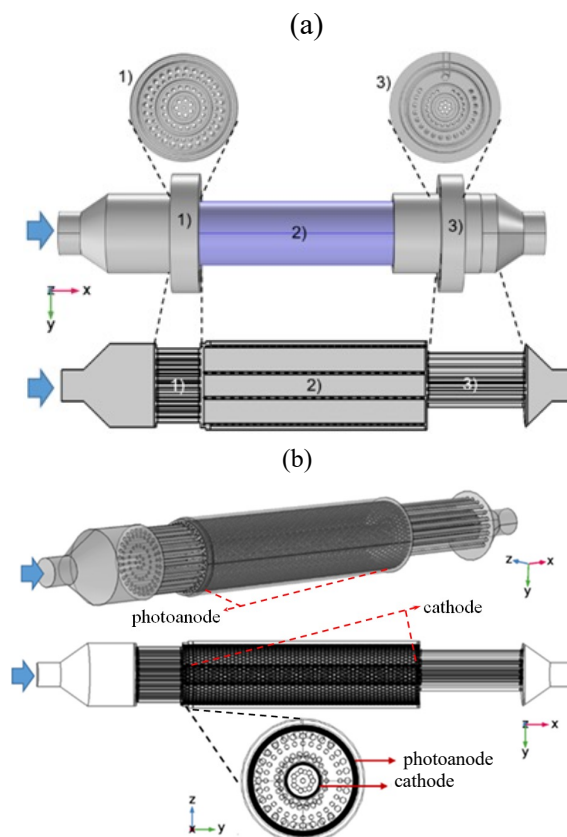 (a)
1)
3)
1)
2)
3)
z
x
y
1)
2)
3)
(b)
z
x
y
photoanode
cathode
z
x
y
photoanode
cathode
z
x
y